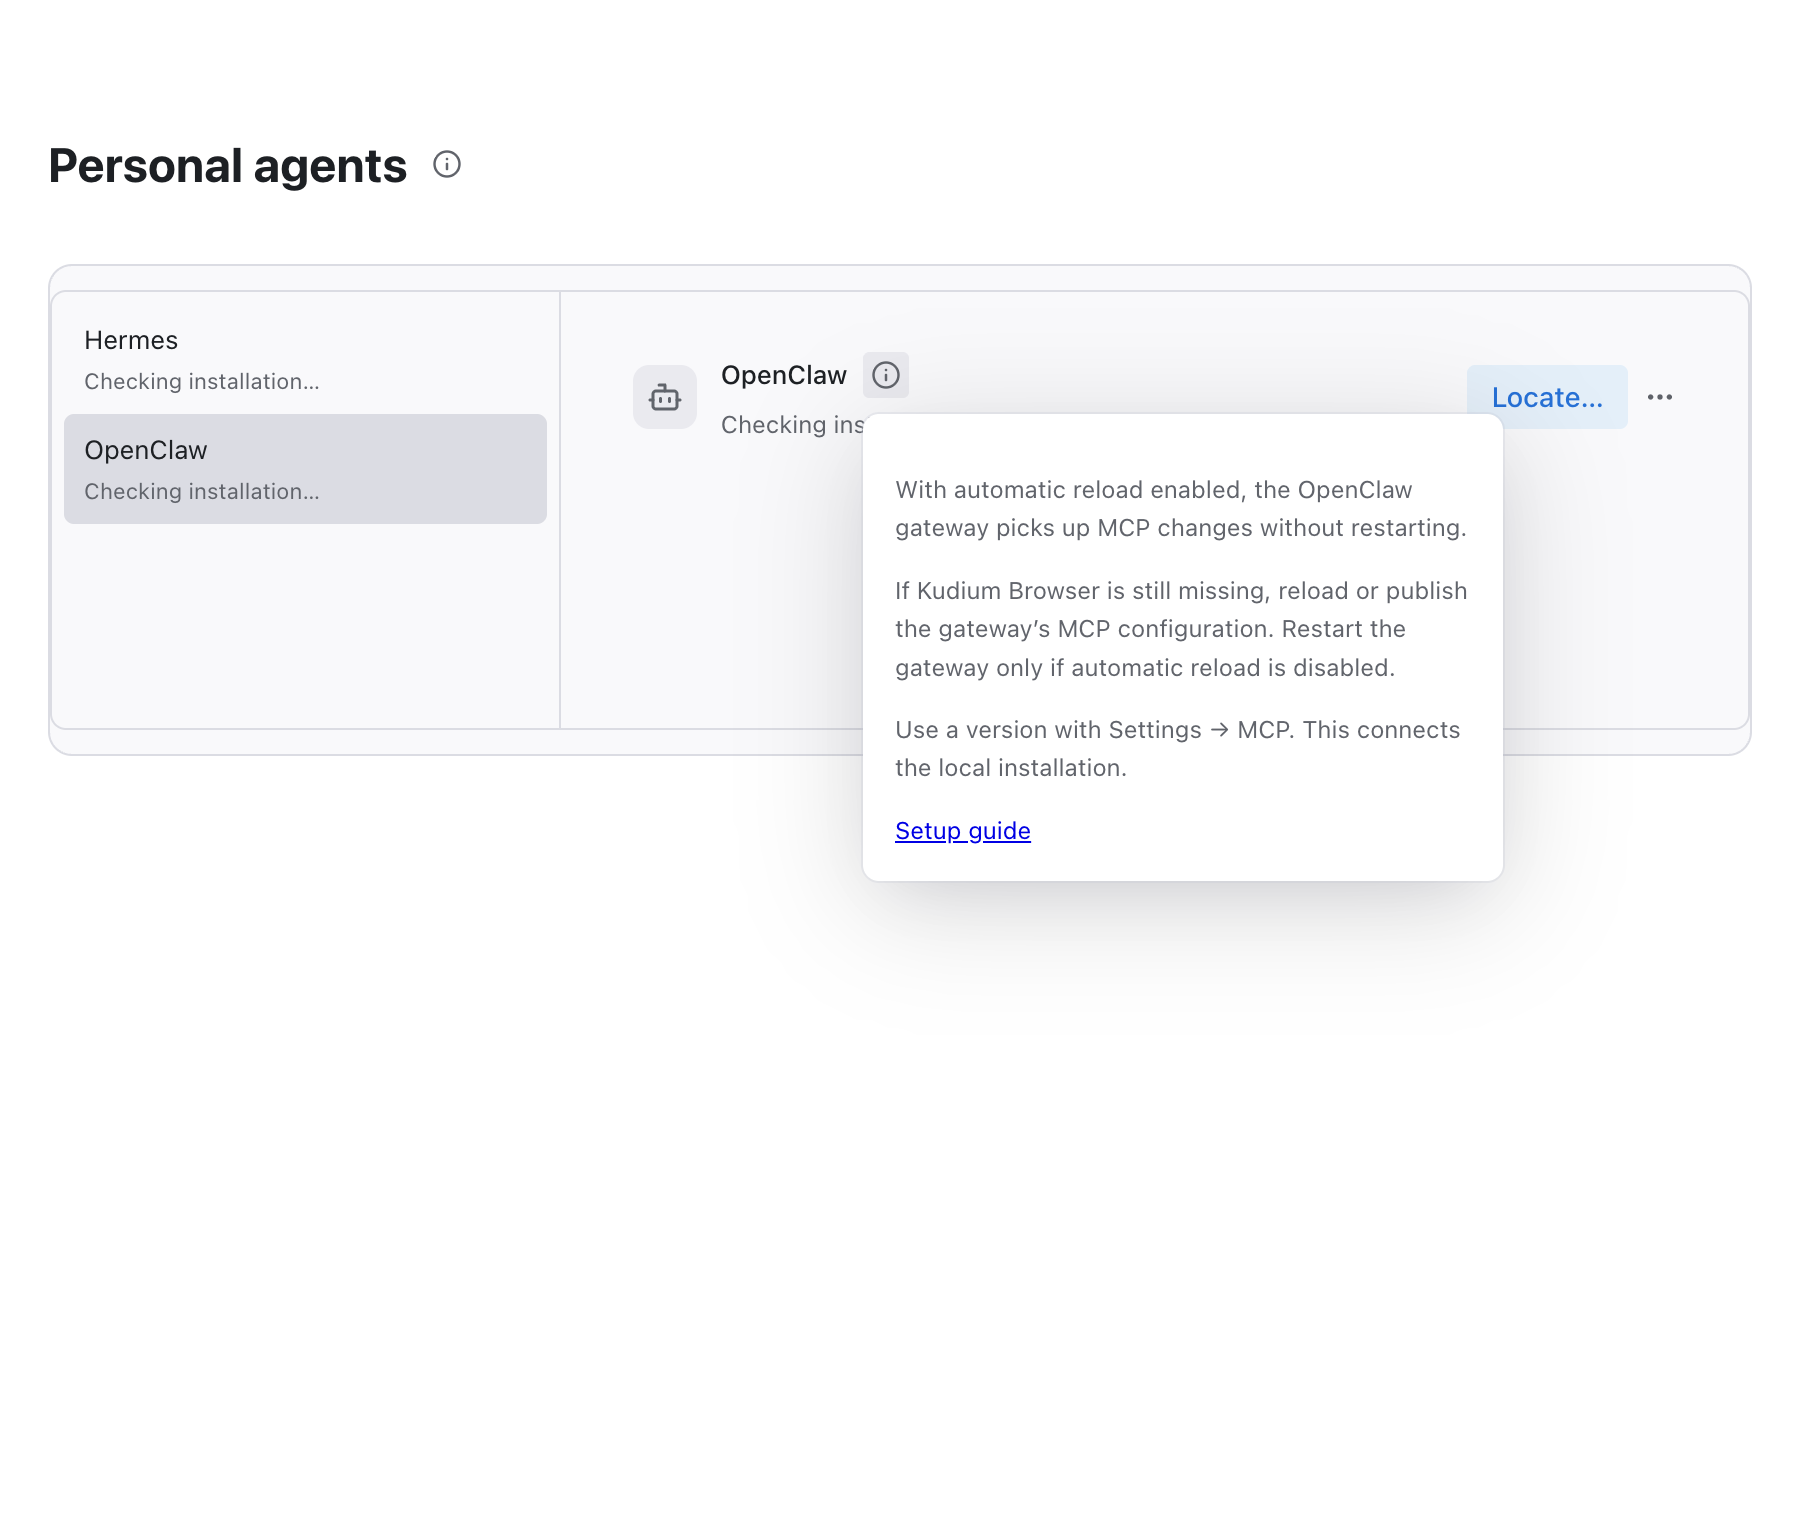 Personal agents
Hermes
Checking installation...
OpenClaw
Checking installation...
OpenClaw
Checking ins
Locate...
With automatic reload enabled, the OpenClaw
gateway picks up MCP changes without restarting.
If Kudium Browser is still missing, reload or publish
the gateway’s MCP configuration. Restart the
gateway only if automatic reload is disabled.
Use a version with Settings → MCP. This connects
the local installation.
Setup guide